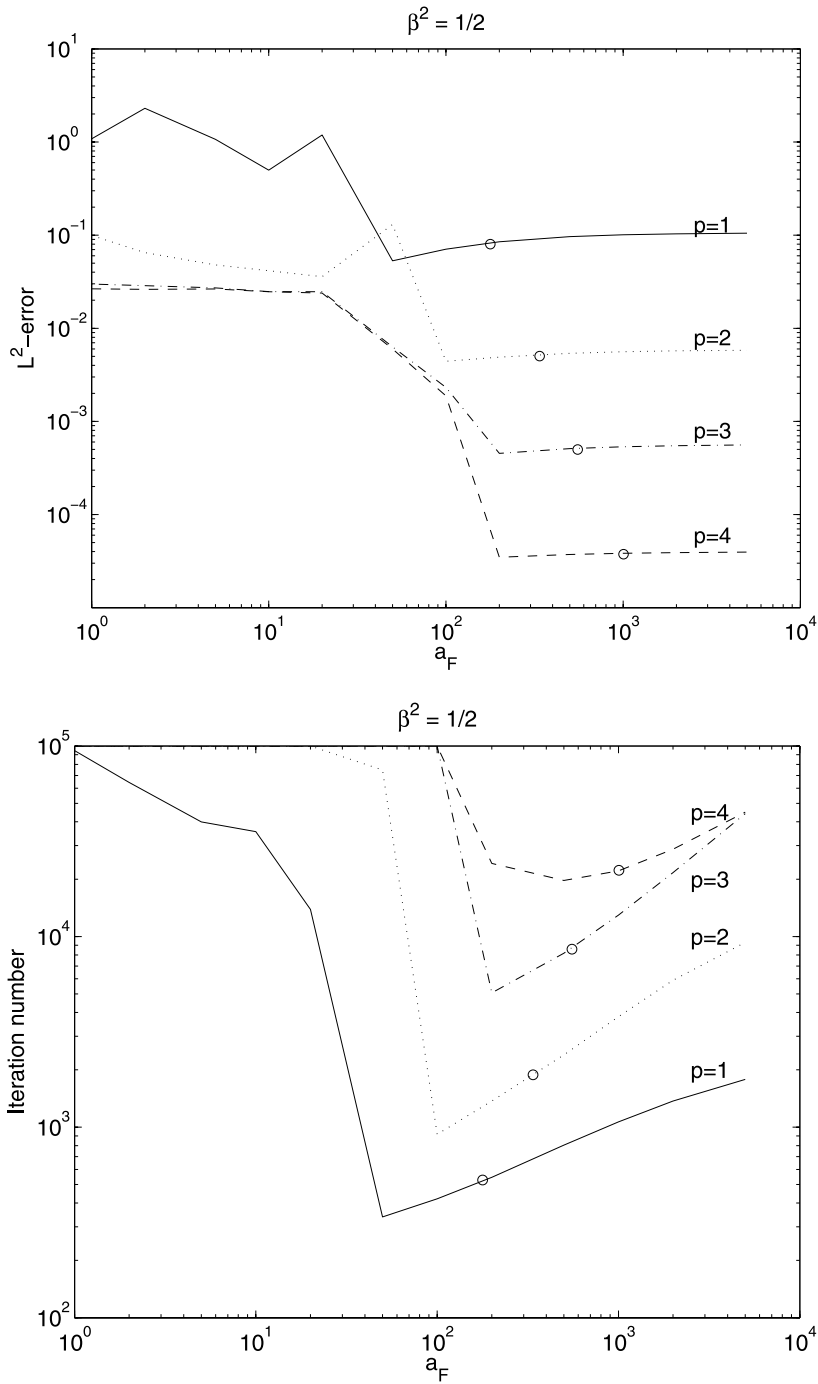 β² = 1/2
10¹
10⁰
10⁻¹
10⁻²
10⁻³
10⁻⁴
L²−error
p=1
p=2
p=3
p=4
10⁰ 10¹ 10² 10³ 10⁴
a_F
β² = 1/2
10⁵
10⁴
10³
10²
Iteration number
p=4
p=3
p=2
p=1
10⁰ 10¹ 10² 10³ 10⁴
a_F